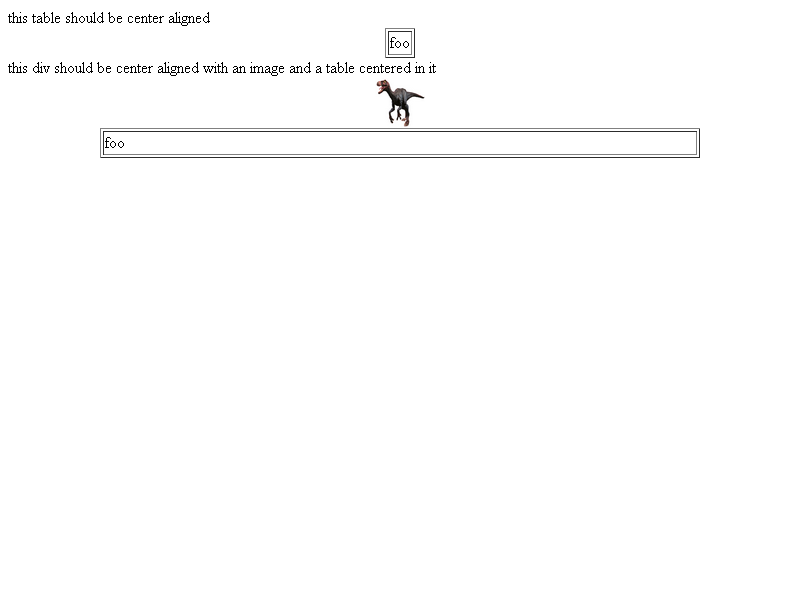 this table should be center aligned
foo
this div should be center aligned with an image and a table centered in it
foo